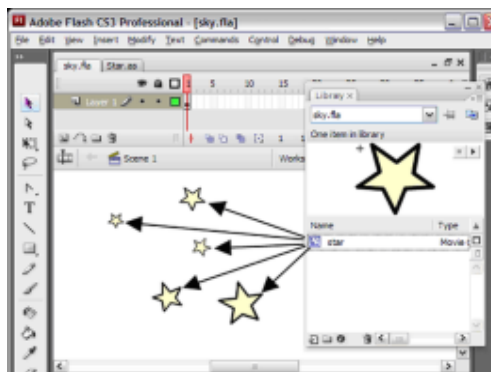 Adobe Flash CS3 Professional - [sky.fla]
File Edit View Insert Modify Text Commands Control Debug Window Help
sky.fla Star.as
1 5 10 15
Layer 1
Library
sky.fla
One item in library
Scene 1
Works
Name Type
star Movie